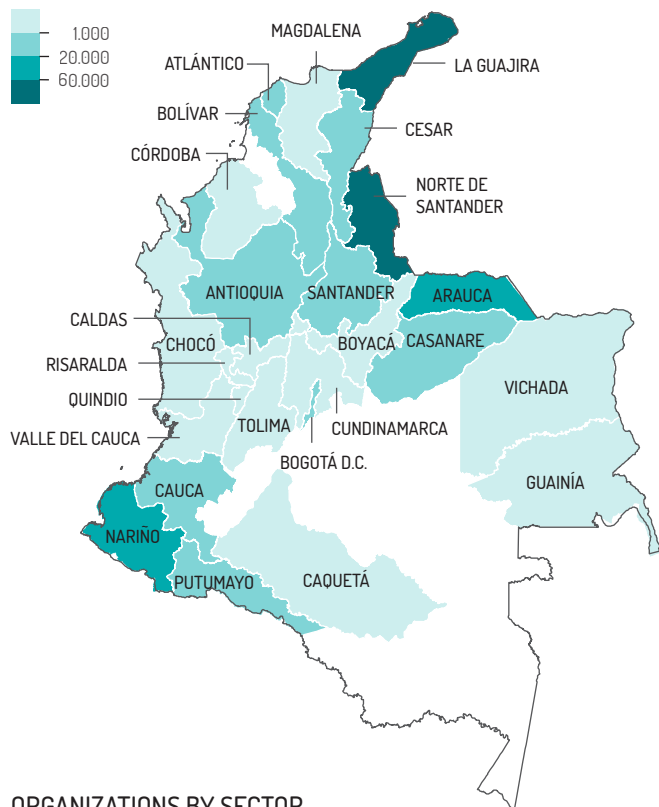 1.000
20.000
60.000
MAGDALENA
ATLÁNTICO
LA GUAJIRA
BOLÍVAR
CESAR
CÓRDOBA
NORTE DE
SANTANDER
ANTIOQUIA
SANTANDER
ARAUCA
CALDAS
CHOCÓ
BOYACÁ
CASANARE
RISARALDA
VICHADA
QUINDIO
TOLIMA
CUNDINAMARCA
VALLE DEL CAUCA
BOGOTÁ D.C.
GUAINÍA
CAUCA
NARIÑO
PUTUMAYO
CAQUETÁ
ORGANIZATIONS BY SECTOR